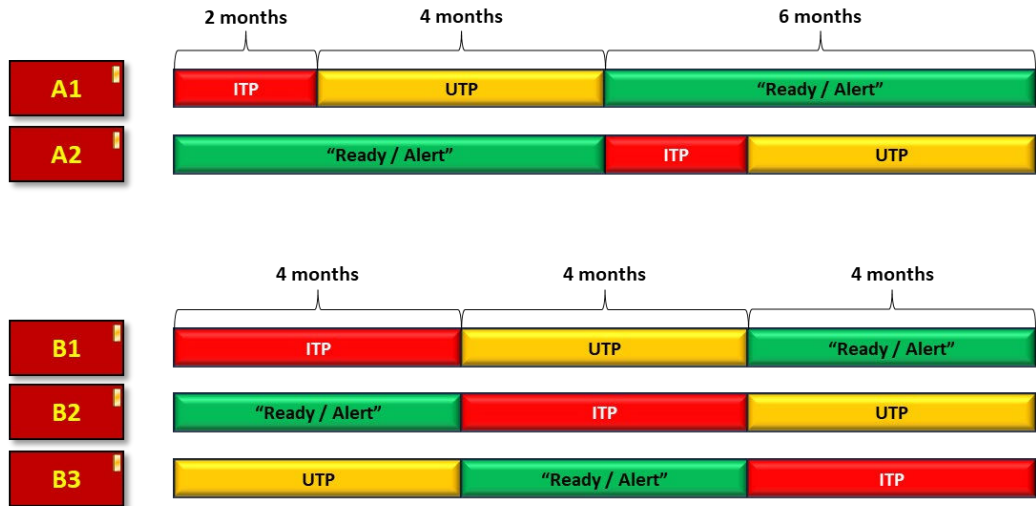 2 months 4 months 6 months
A1 ITP UTP “Ready / Alert”
A2 “Ready / Alert” ITP UTP
4 months 4 months 4 months
B1 ITP UTP “Ready / Alert”
B2 “Ready / Alert” ITP UTP
B3 UTP “Ready / Alert” ITP